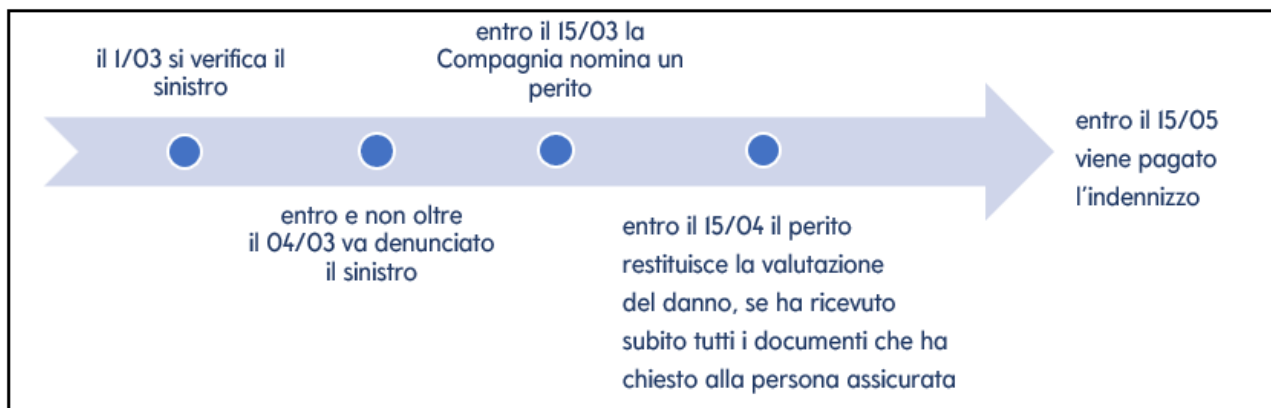 il 1/03 si verifica il
sinistro
entro e non oltre
il 04/03 va denunciato
il sinistro
entro il 15/03 la
Compagnia nomina un
perito
entro il 15/04 il perito
restituisce la valutazione
del danno, se ha ricevuto
subito tutti i documenti che ha
chiesto alla persona assicurata
entro il 15/05
viene pagato
l'indennizzo